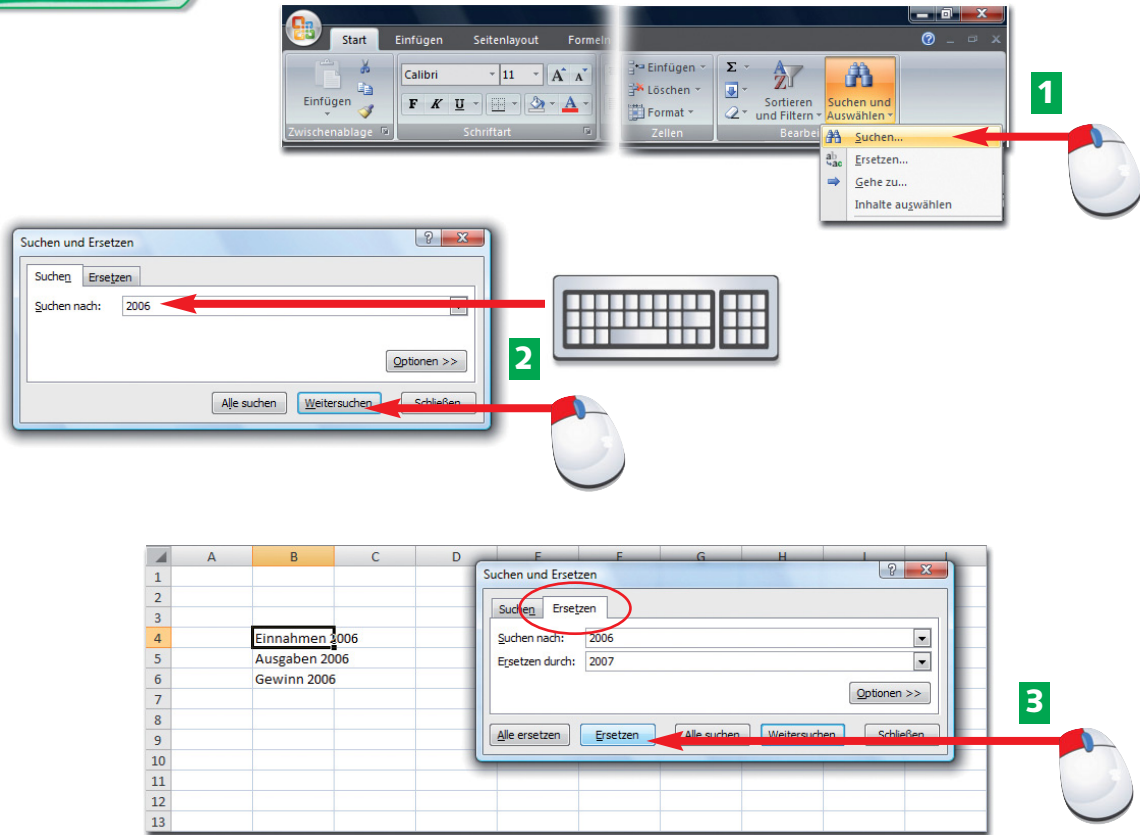 Start Einfügen Seitenlayout Formeln
Calibri 11 A A
Einfügen
F K U A
Zwischenablage Schriftart
Einfügen Σ
Löschen A Z
Format Sortieren und Filtern Suchen und Auswählen
Zellen Bearbei
Suchen...
Ersetzen...
Gehe zu...
Inhalte auswählen
1
Suchen und Ersetzen
Suchen Ersetzen
Suchen nach: 2006
Optionen >>
Alle suchen Weitersuchen Schließen
2
A B C D E F G H I J
1
2
3
4 Einnahmen 2006
5 Ausgaben 2006
6 Gewinn 2006
7
8
9
10
11
12
13
Suchen und Ersetzen
Suchen Ersetzen
Suchen nach: 2006
Ersetzen durch: 2007
Optionen >>
Alle ersetzen Ersetzen Alle suchen Weitersuchen Schließen
3